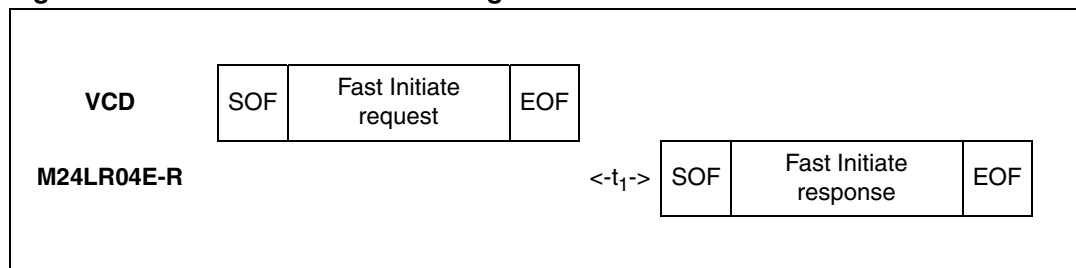 VCD
SOF
Fast Initiate
request
EOF
M24LR04E-R
<-t1->
SOF
Fast Initiate
response
EOF